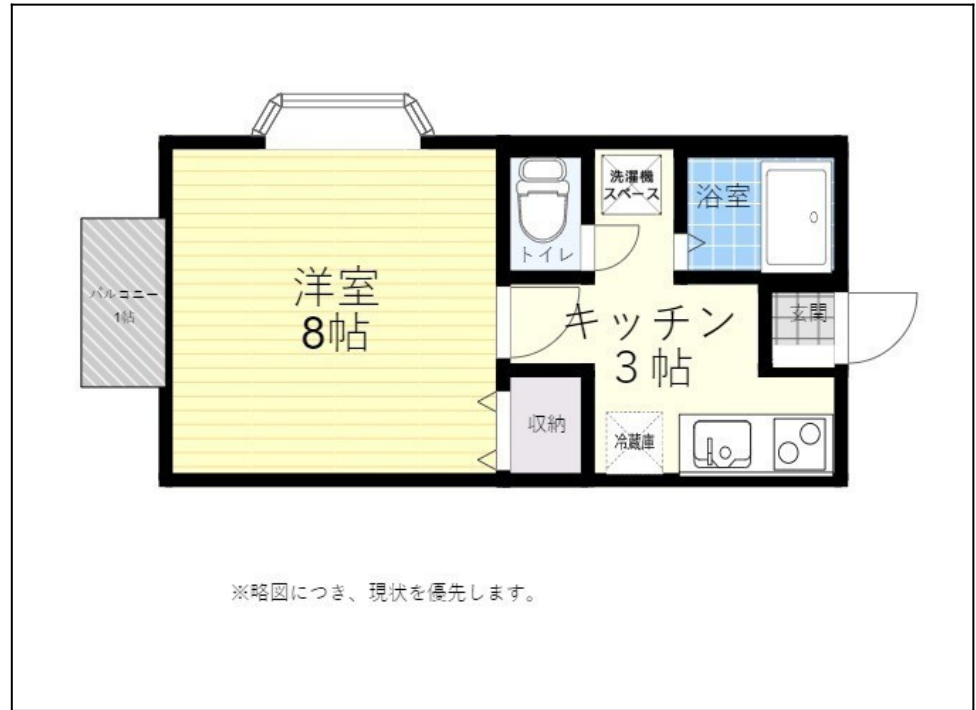 洗濯機
スペース
浴室
トイレ
洋室
8帖
バルコニー
1帖
キッチン
3帖
玄関
収納
冷蔵庫
※略図につき、現状を優先します。